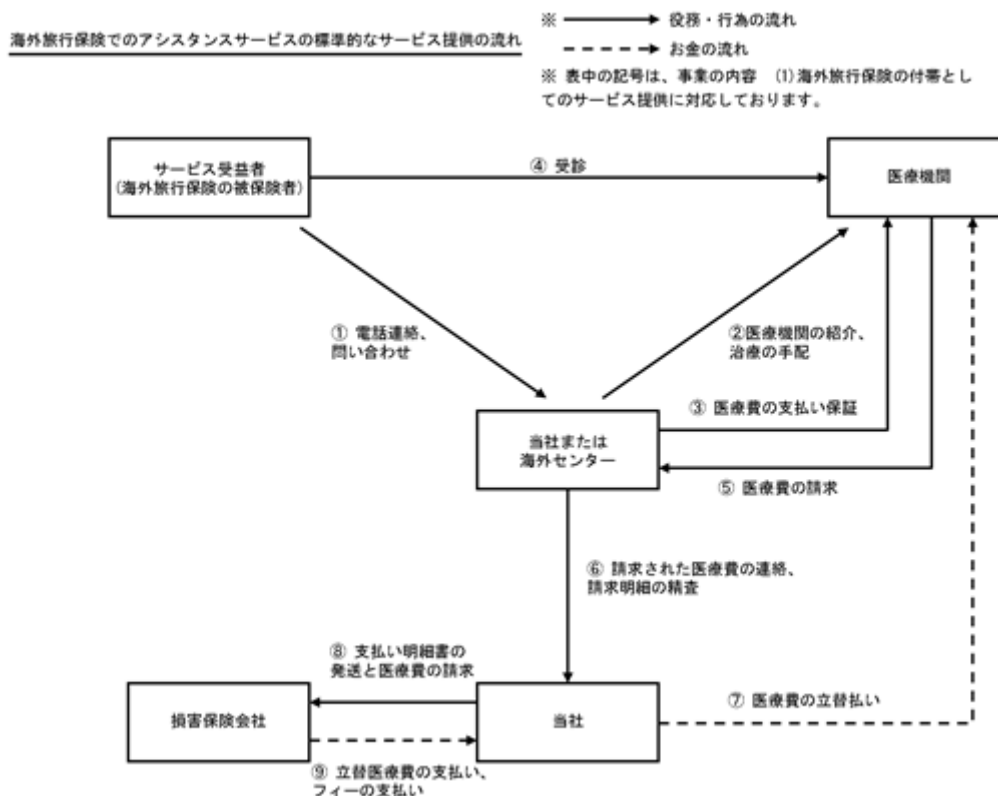 海外旅行保険でのアシスタンスサービスの標準的なサービス提供の流れ
※ 役務・行為の流れ
お金の流れ
※ 表中の記号は、事業の内容 (1)海外旅行保険の付帯とし
てのサービス提供に対応しております。
サービス受益者
(海外旅行保険の被保険者)
④ 受診
医療機関
① 電話連絡、
問い合わせ
②医療機関の紹介、
治療の手配
③ 医療費の支払い保証
当社または
海外センター
⑤ 医療費の請求
⑥ 請求された医療費の連絡、
請求明細の精査
⑧ 支払い明細書の
発送と医療費の請求
損害保険会社
当社
⑦ 医療費の立替払い
⑨ 立替医療費の支払い、
フィーの支払い